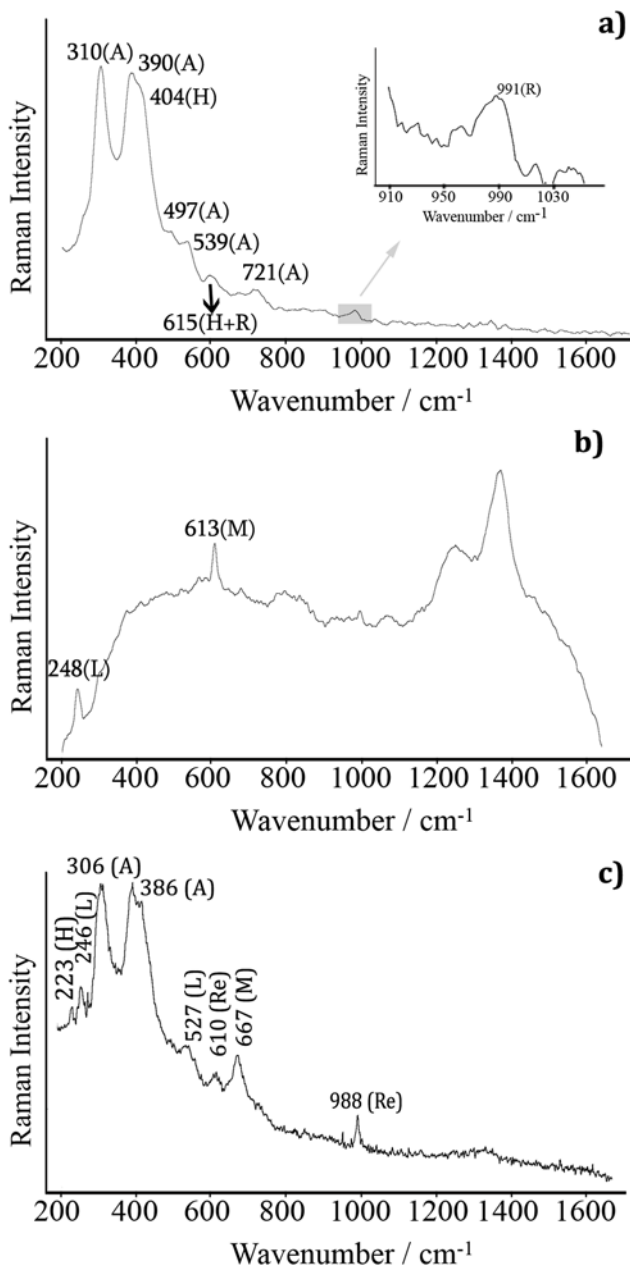 a)
310(A)
390(A)
404(H)
497(A)
539(A)
721(A)
615(H+R)
Raman Intensity
200 400 600 800 1000 1200 1400 1600
Wavenumber / cm-1
991(R)
Raman Intensity
910 950 990 1030
Wavenumber / cm-1
b)
613(M)
248(L)
Raman Intensity
200 400 600 800 1000 1200 1400 1600
Wavenumber / cm-1
c)
306 (A)
386 (A)
223 (H)
246 (L)
527 (L)
610 (Re)
667 (M)
988 (Re)
Raman Intensity
200 400 600 800 1000 1200 1400 1600
Wavenumber / cm-1